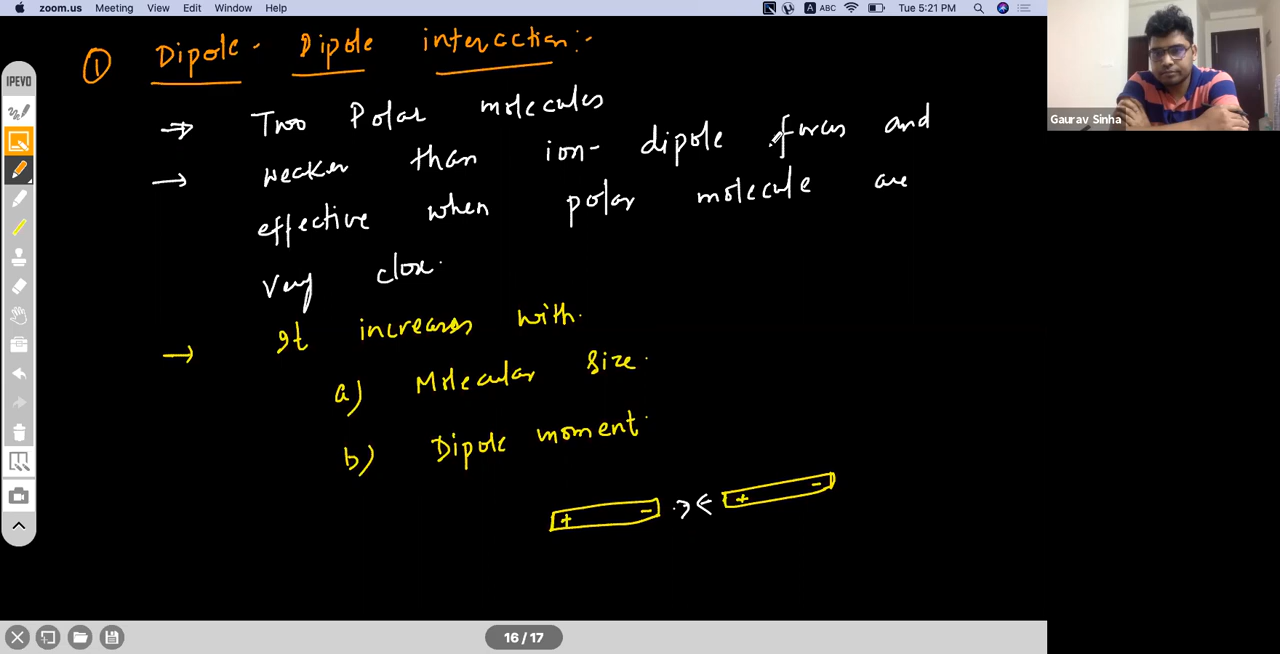 zoom.us Meeting View Edit Window Help
A ABC Tue 5:21 PM
IPEVO
Gaurav Sinha
① Dipole - Dipole interaction :-
→ Two Polar molecules
→ weaker than ion- dipole forces and
effective when polar molecule are
very close.
→ It increases with.
a) Molecular size.
b) Dipole moment.
+ - + -
16 / 17